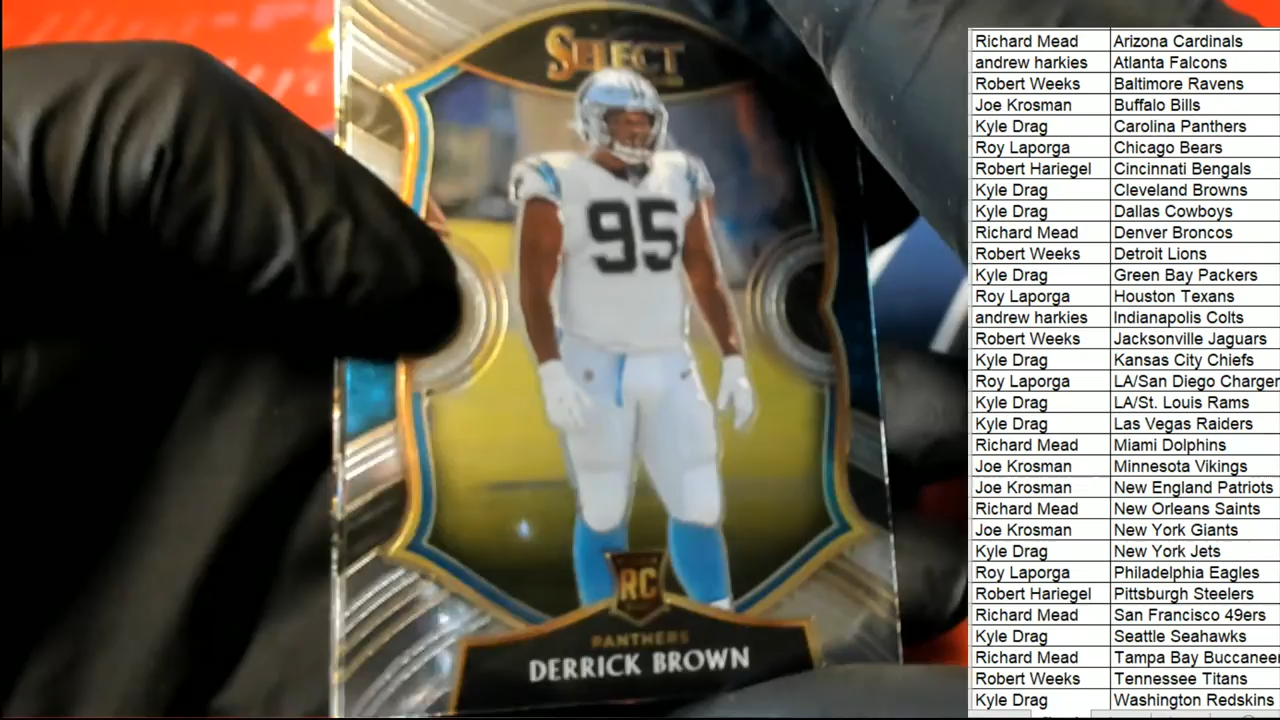 SELECT
95
RC
PANTHERS
DERRICK BROWN
Richard Mead Arizona Cardinals
andrew harkies Atlanta Falcons
Robert Weeks Baltimore Ravens
Joe Krosman Buffalo Bills
Kyle Drag Carolina Panthers
Roy Laporga Chicago Bears
Robert Hariegel Cincinnati Bengals
Kyle Drag Cleveland Browns
Kyle Drag Dallas Cowboys
Richard Mead Denver Broncos
Robert Weeks Detroit Lions
Kyle Drag Green Bay Packers
Roy Laporga Houston Texans
andrew harkies Indianapolis Colts
Robert Weeks Jacksonville Jaguars
Kyle Drag Kansas City Chiefs
Roy Laporga LA/San Diego Charger
Kyle Drag LA/St. Louis Rams
Kyle Drag Las Vegas Raiders
Richard Mead Miami Dolphins
Joe Krosman Minnesota Vikings
Joe Krosman New England Patriots
Richard Mead New Orleans Saints
Joe Krosman New York Giants
Kyle Drag New York Jets
Roy Laporga Philadelphia Eagles
Robert Hariegel Pittsburgh Steelers
Richard Mead San Francisco 49ers
Kyle Drag Seattle Seahawks
Richard Mead Tampa Bay Buccaneer
Robert Weeks Tennessee Titans
Kyle Drag Washington Redskins